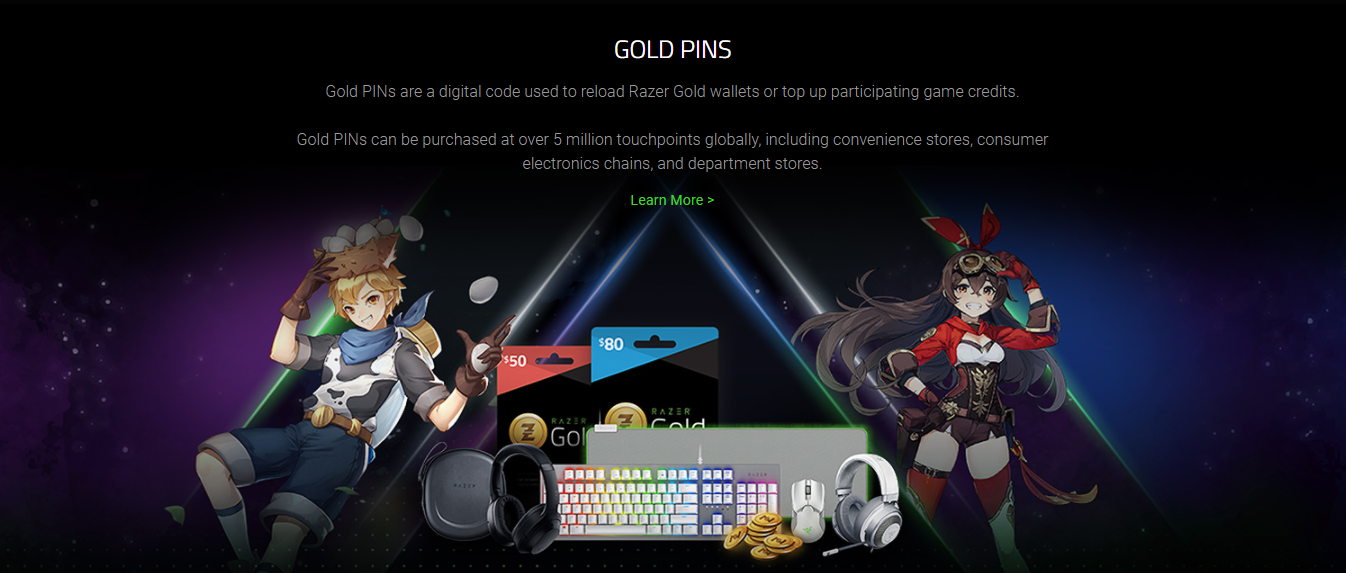 GOLD PINS
Gold PINs are a digital code used to reload Razer Gold wallets or top up participating game credits.
Gold PINs can be purchased at over 5 million touchpoints globally, including convenience stores, consumer
electronics chains, and department stores.
Learn More >
$50
$80
RAZER
Gold
RAZER
Gold
RAZER